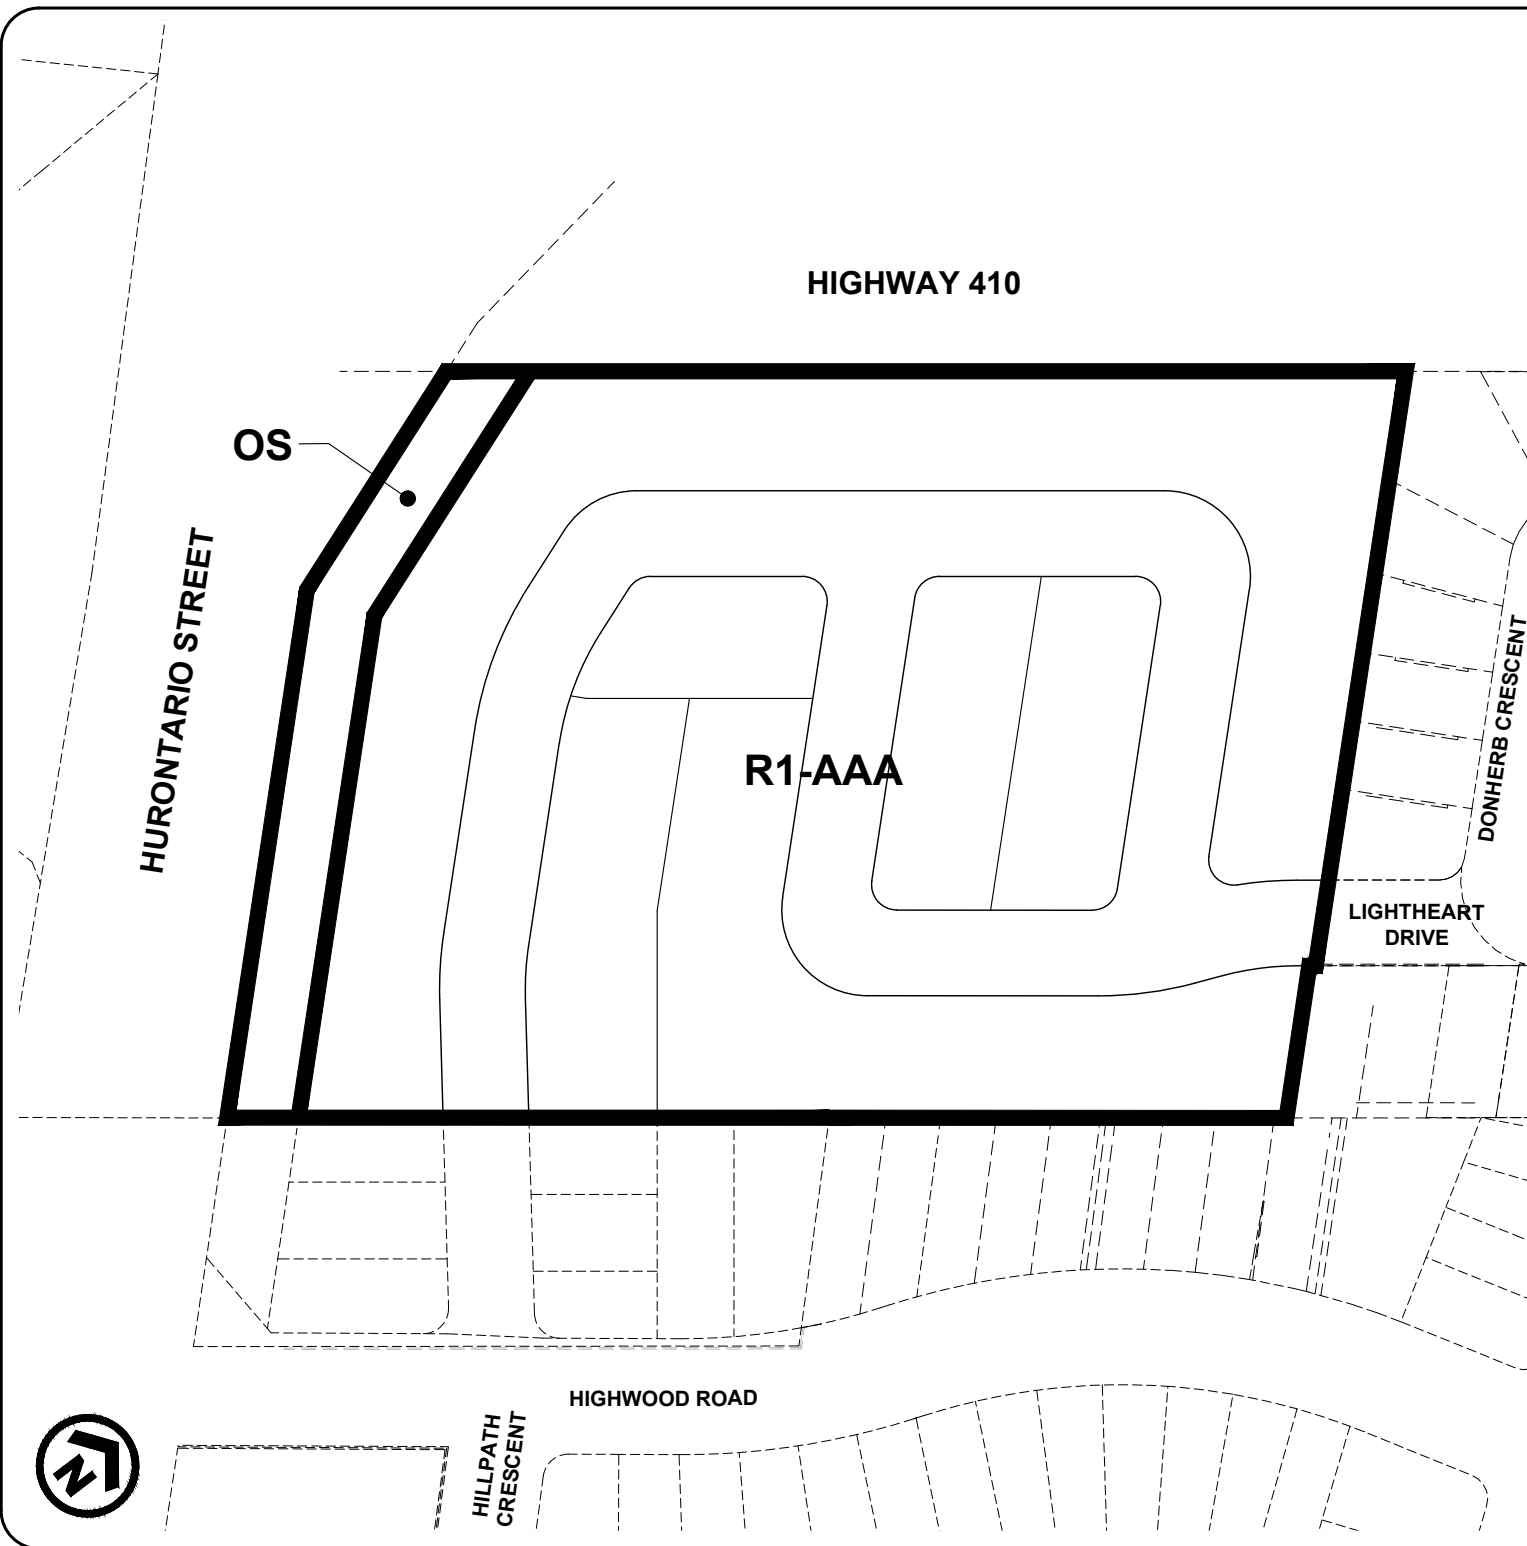 HIGHWAY 410
OS
HURONTARIO STREET
R1-AAA
DONHERB CRESCENT
LIGHTHEART
DRIVE
HIGHWOOD ROAD
HILLPATH
CRESCENT
N